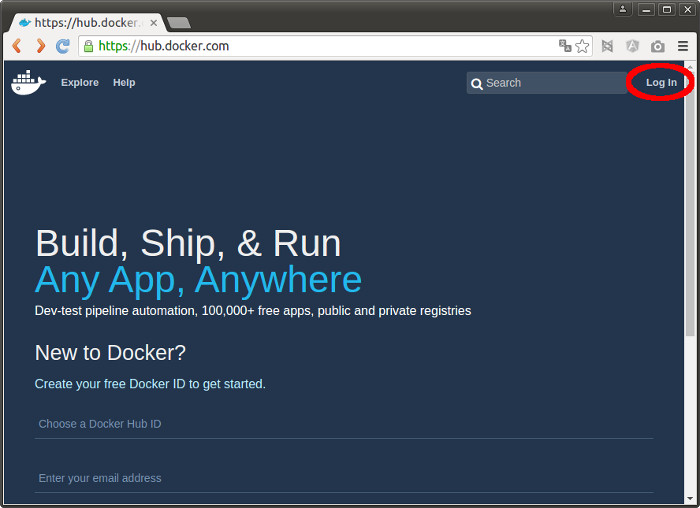 https://hub.docker.
https://hub.docker.com
Explore Help Search Log In
Build, Ship, & Run
Any App, Anywhere
Dev-test pipeline automation, 100,000+ free apps, public and private registries
New to Docker?
Create your free Docker ID to get started.
Choose a Docker Hub ID
Enter your email address